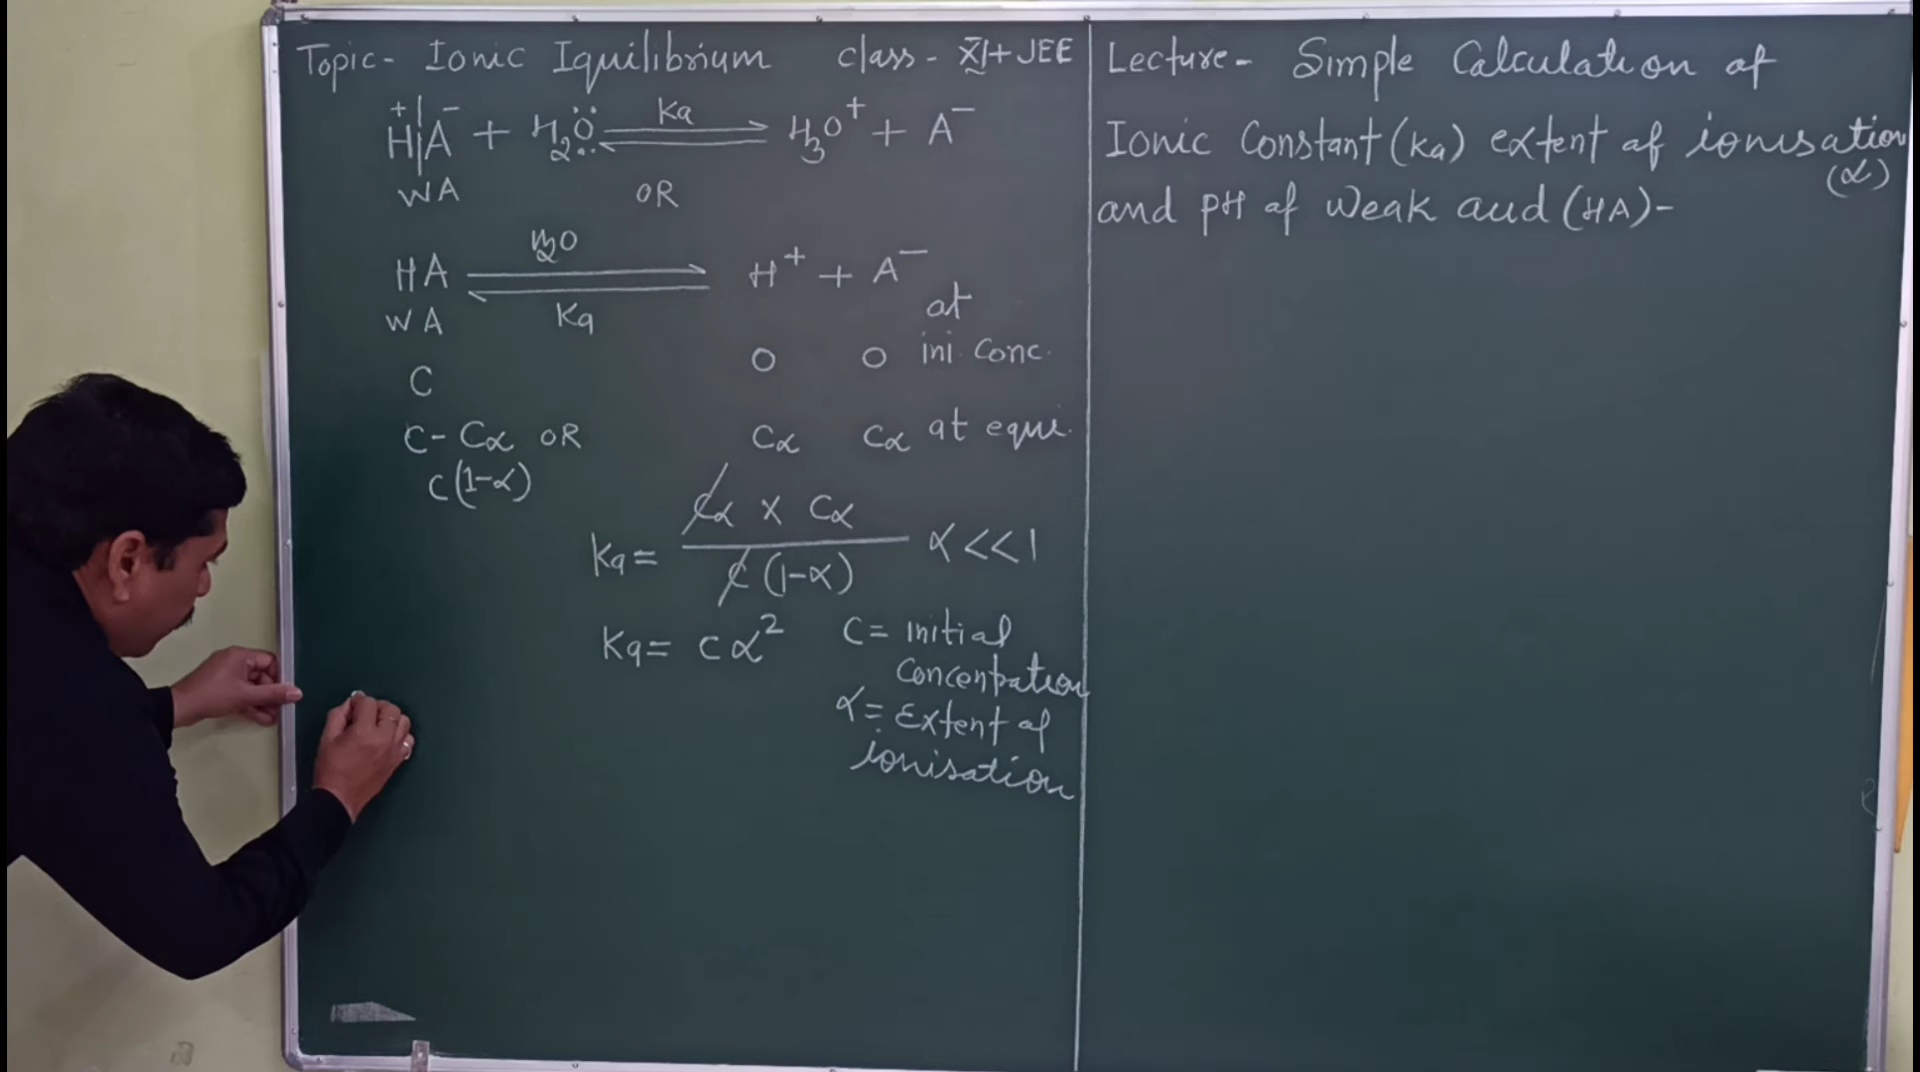 Topic- Ionic Iquilibrium class- XI+JEE
HA + H2O ⇌ H3O+ + A-
Ka
WA OR
H2O
HA ⇌ H+ + A-
WA Ka
at
0 0 ini. Conc.
C
C-Cα OR Cα Cα at equi.
C(1-α)
Ka = Cα x Cα / C(1-α) α<<1
Ka = Cα² C = initial
Concentration
α = Extent of
ionisation
Lecture- Simple Calculation of
Ionic Constant (Ka) extent of ionisation
(α)
and pH of Weak acid (HA)-